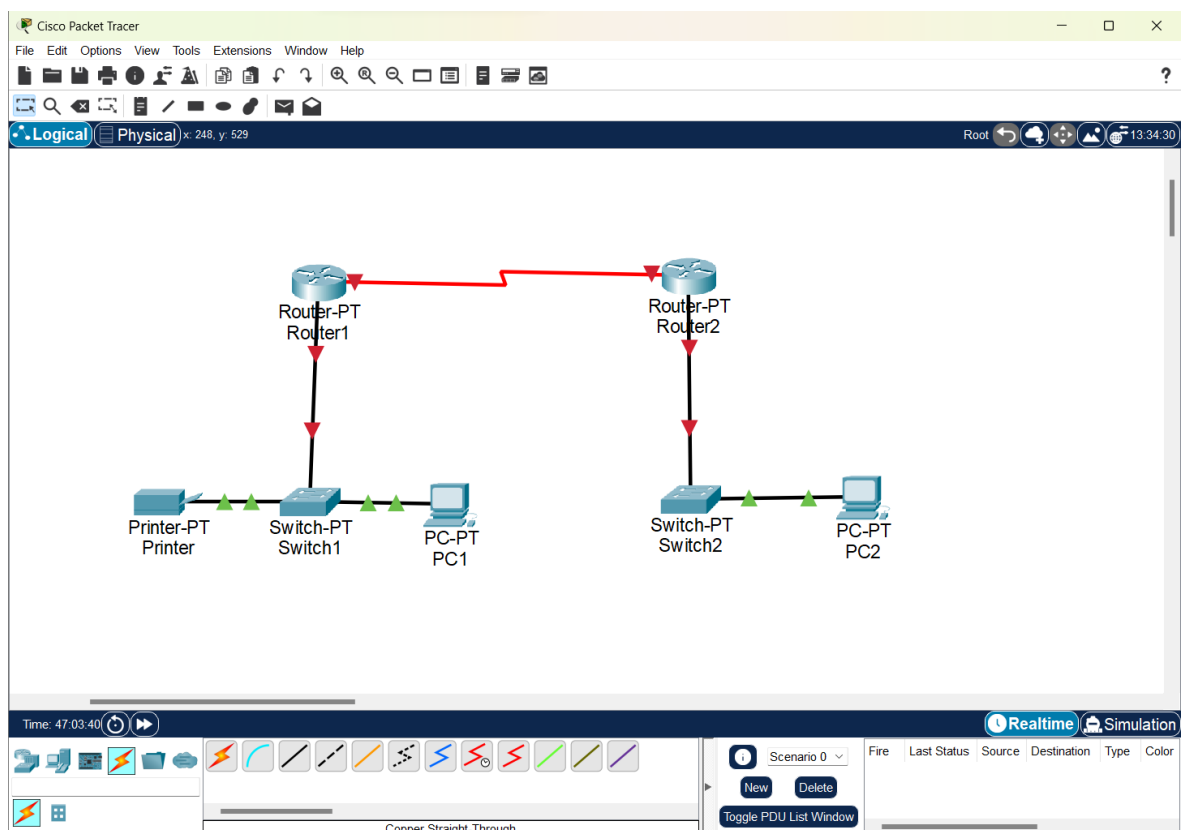 Cisco Packet Tracer
File Edit Options View Tools Extensions Window Help
?
Logical Physical x: 248, y: 529 Root 13:34:30
Router-PT
Router1
Router-PT
Router2
Printer-PT
Printer
Switch-PT
Switch1
PC-PT
PC1
Switch-PT
Switch2
PC-PT
PC2
Time: 47:03:40 Realtime Simulation
Scenario 0
Fire Last Status Source Destination Type Color
New Delete
Toggle PDU List Window
Copper Straight-Through